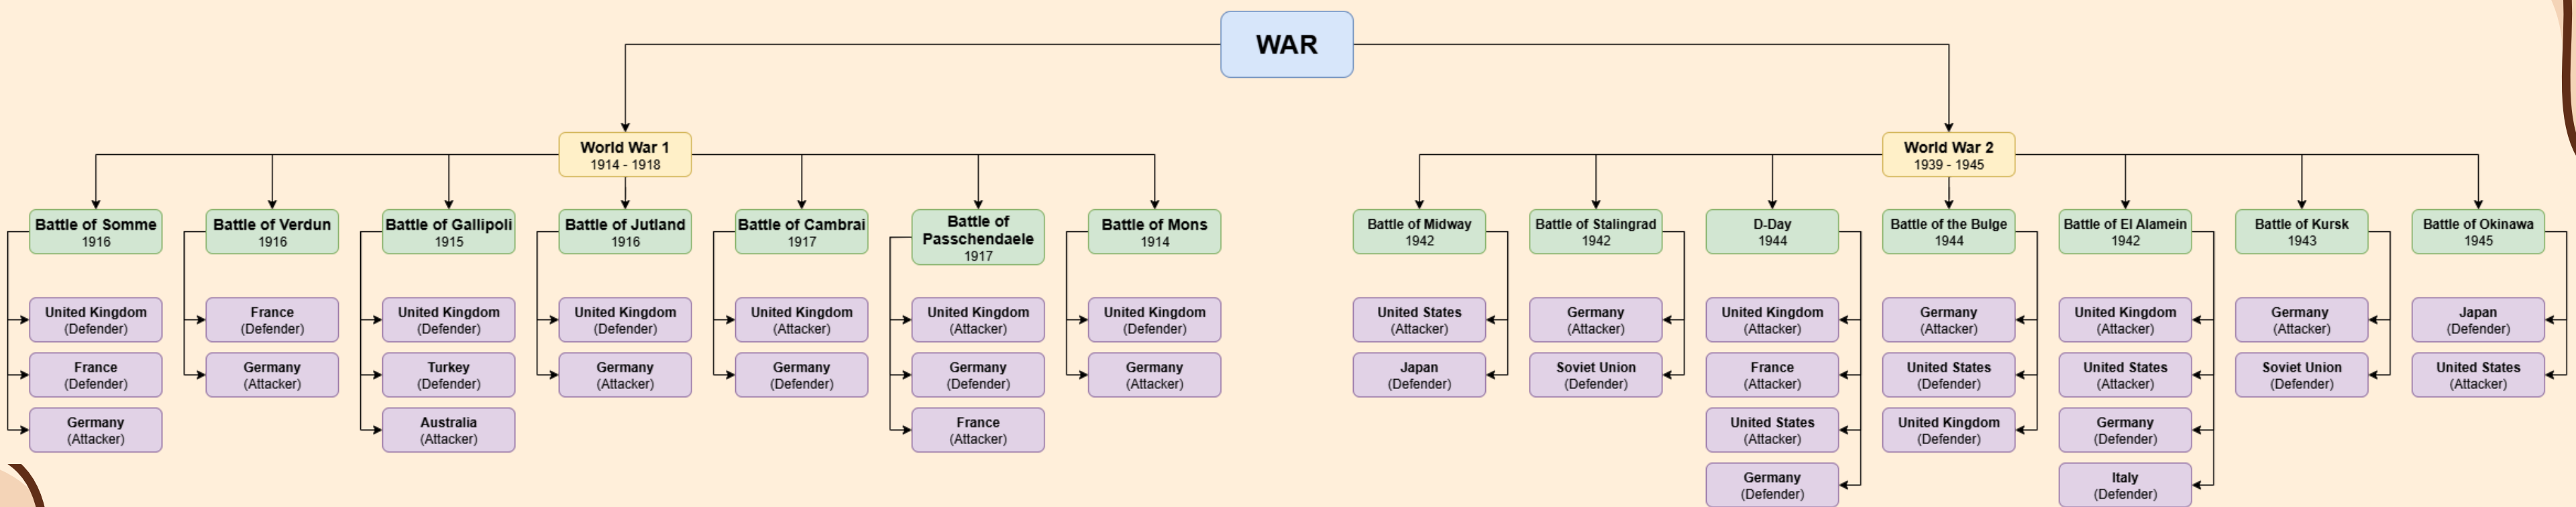 WAR
World War 1
1914 - 1918
World War 2
1939 - 1945
Battle of Somme
1916
United Kingdom
(Defender)
France
(Defender)
Germany
(Attacker)
Battle of Verdun
1916
France
(Defender)
Germany
(Attacker)
Battle of Gallipoli
1915
United Kingdom
(Defender)
Turkey
(Defender)
Australia
(Attacker)
Battle of Jutland
1916
United Kingdom
(Defender)
Germany
(Attacker)
Battle of Cambrai
1917
United Kingdom
(Attacker)
Germany
(Defender)
Battle of
Passchendaele
1917
United Kingdom
(Attacker)
Germany
(Defender)
France
(Attacker)
Battle of Mons
1914
United Kingdom
(Defender)
Germany
(Attacker)
Battle of Midway
1942
United States
(Attacker)
Japan
(Defender)
Battle of Stalingrad
1942
Germany
(Attacker)
Soviet Union
(Defender)
D-Day
1944
United Kingdom
(Attacker)
France
(Attacker)
United States
(Attacker)
Germany
(Defender)
Battle of the Bulge
1944
Germany
(Attacker)
United States
(Defender)
United Kingdom
(Defender)
Battle of El Alamein
1942
United Kingdom
(Attacker)
United States
(Attacker)
Germany
(Defender)
Italy
(Defender)
Battle of Kursk
1943
Germany
(Attacker)
Soviet Union
(Defender)
Battle of Okinawa
1945
Japan
(Defender)
United States
(Attacker)